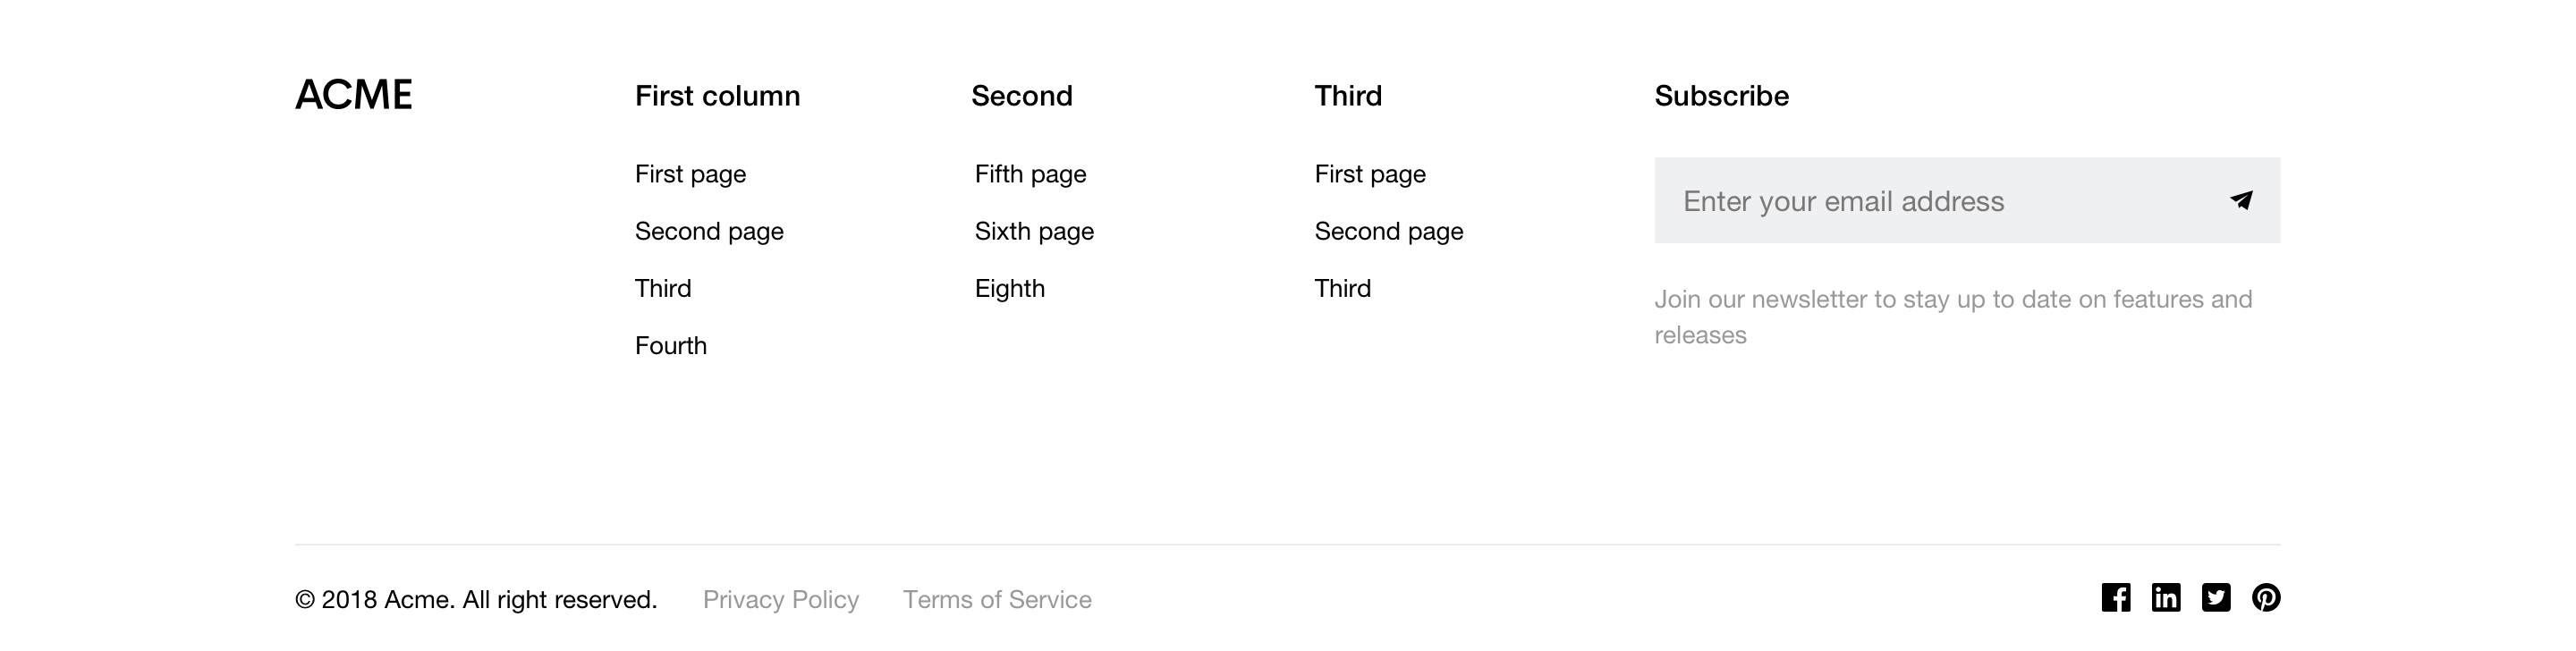 ACME
First column
First page
Second page
Third
Fourth
Second
Fifth page
Sixth page
Eighth
Third
First page
Second page
Third
Subscribe
Enter your email address
Join our newsletter to stay up to date on features and
releases
© 2018 Acme. All right reserved. Privacy Policy Terms of Service